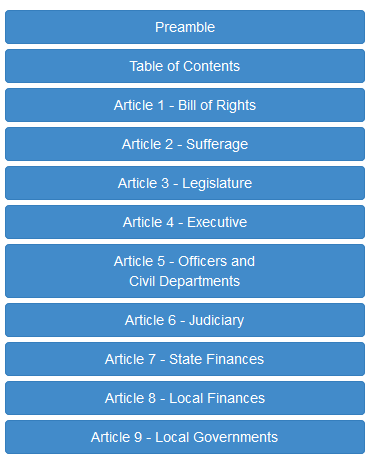 Preamble
Table of Contents
Article 1 - Bill of Rights
Article 2 - Sufferage
Article 3 - Legislature
Article 4 - Executive
Article 5 - Officers and
Civil Departments
Article 6 - Judiciary
Article 7 - State Finances
Article 8 - Local Finances
Article 9 - Local Governments